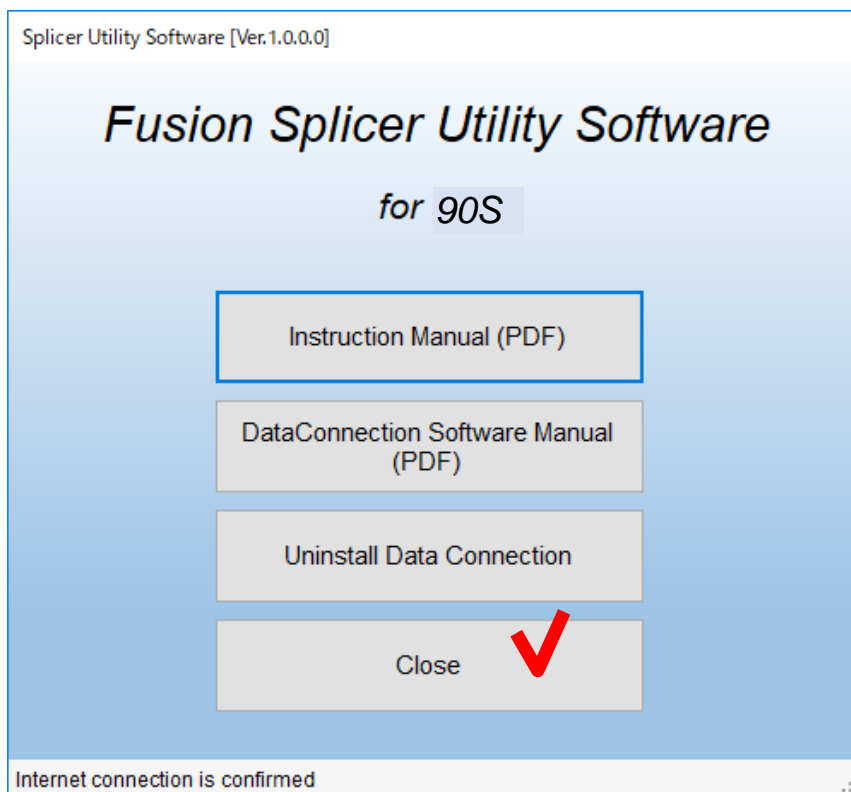 Splicer Utility Software [Ver.1.0.0.0]
Fusion Splicer Utility Software
for 90S
Instruction Manual (PDF)
DataConnection Software Manual
(PDF)
Uninstall Data Connection
Close
Internet connection is confirmed